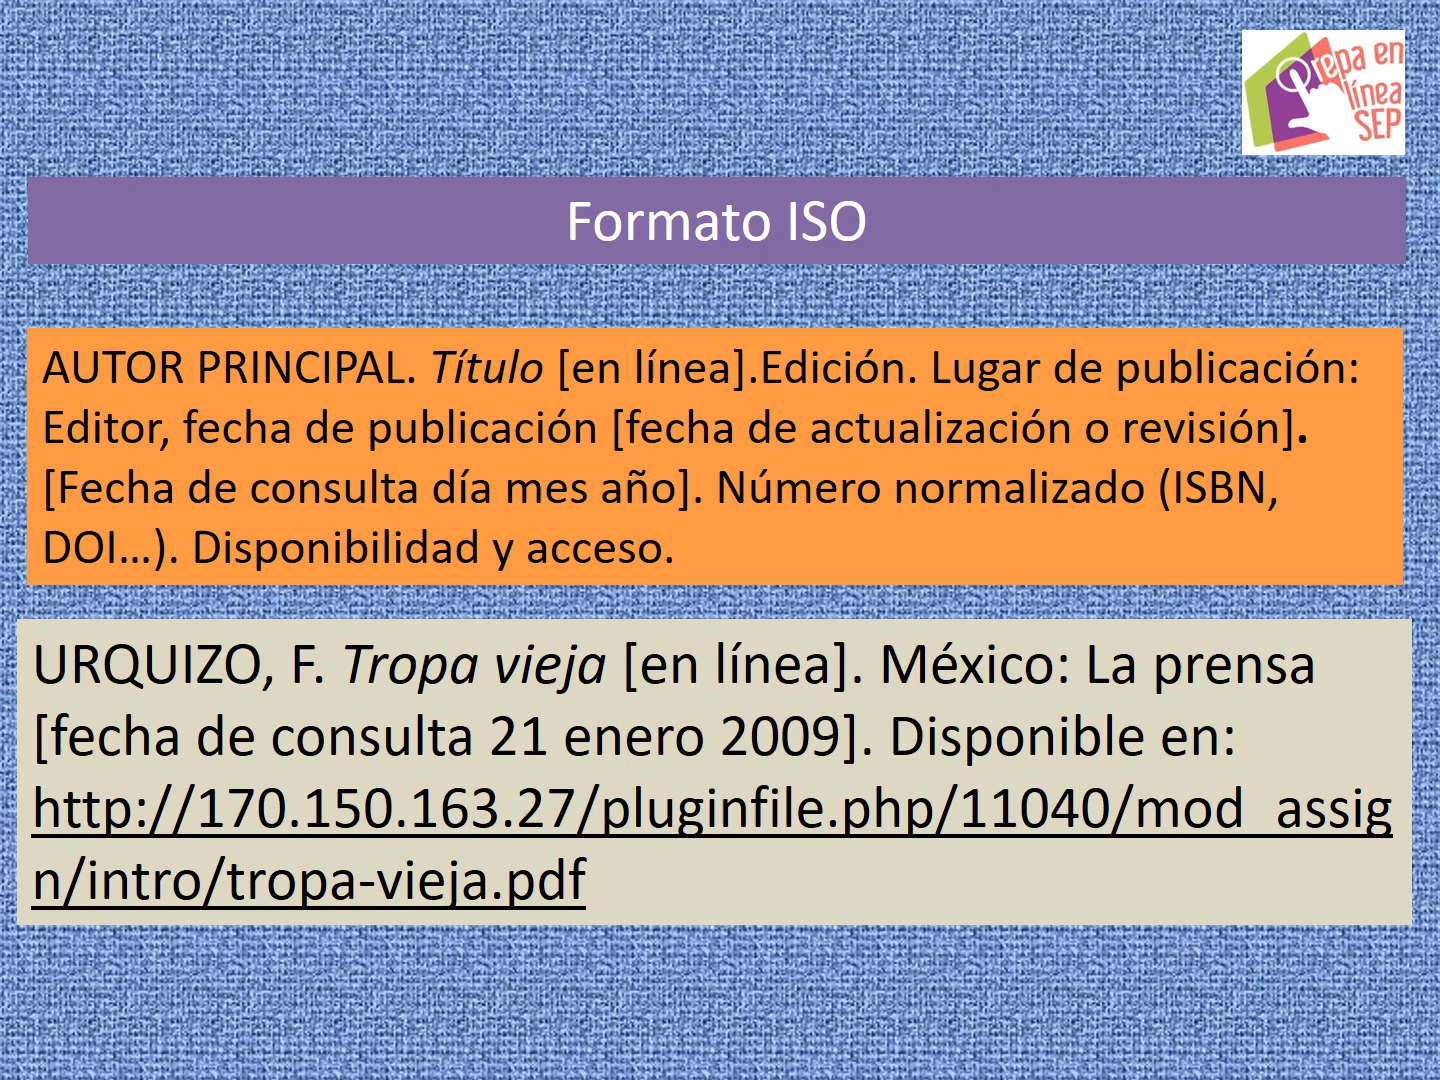 Prepa en
línea
SEP
Formato ISO
AUTOR PRINCIPAL. Título [en línea].Edición. Lugar de publicación:
Editor, fecha de publicación [fecha de actualización o revisión].
[Fecha de consulta día mes año]. Número normalizado (ISBN,
DOI…). Disponibilidad y acceso.
URQUIZO, F. Tropa vieja [en línea]. México: La prensa
[fecha de consulta 21 enero 2009]. Disponible en:
http://170.150.163.27/pluginfile.php/11040/mod_assig
n/intro/tropa-vieja.pdf